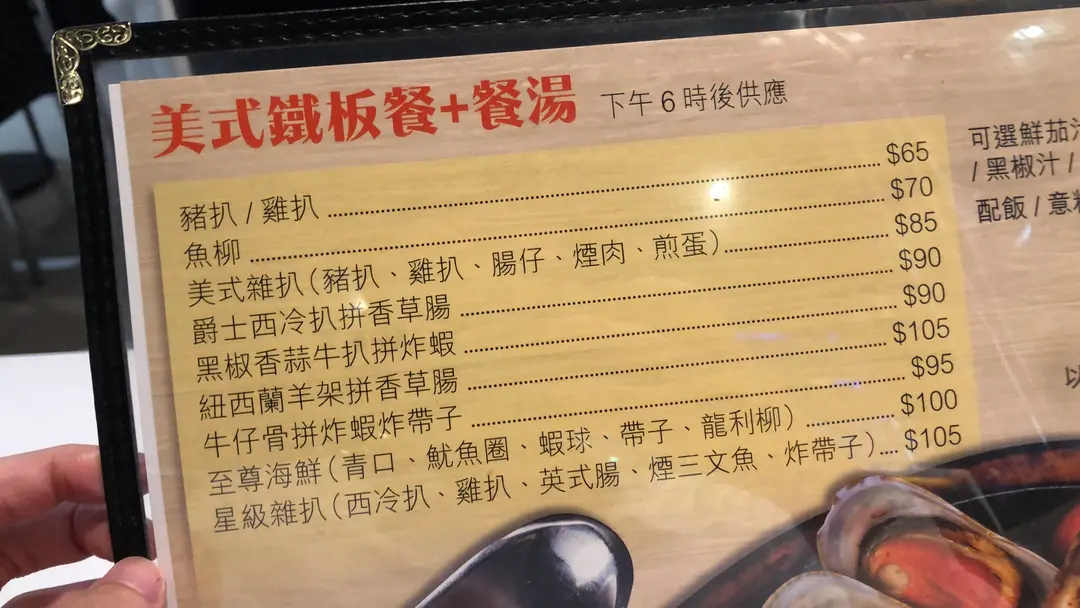 美式鐵板餐+餐湯 下午6時後供應
豬扒 / 雞扒 $65
魚柳 $70
美式雜扒(豬扒、雞扒、腸仔、煙肉、煎蛋) $85
爵士西冷扒拼香草腸 $90
黑椒香蒜牛扒拼炸蝦 $90
紐西蘭羊架拼香草腸 $105
牛仔骨拼炸蝦炸帶子 $95
至尊海鮮(青口、魷魚圈、蝦球、帶子、龍利柳) $100
星級雜扒(西冷扒、雞扒、英式腸、煙三文魚、炸帶子) $105
可選鮮茄
/ 黑椒汁 /
配飯 / 意